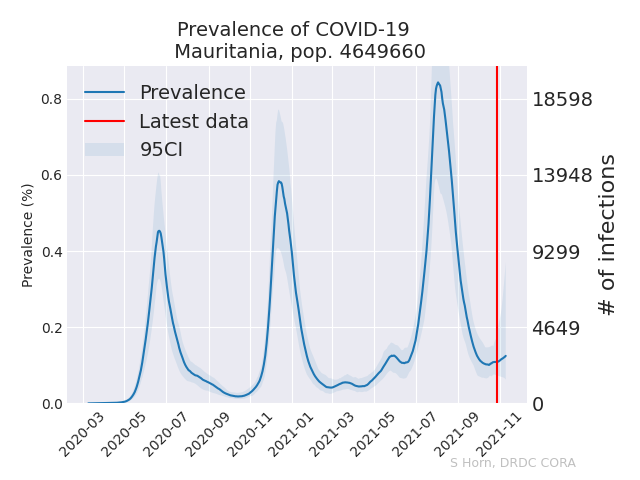 Prevalence of COVID-19
Mauritania, pop. 4649660
Prevalence
Latest data
95CI
Prevalence (%)
0.8
0.6
0.4
0.2
0.0
18598
13948
9299
4649
0
# of infections
2020-03
2020-05
2020-07
2020-09
2020-11
2021-01
2021-03
2021-05
2021-07
2021-09
2021-11
S Horn, DRDC CORA